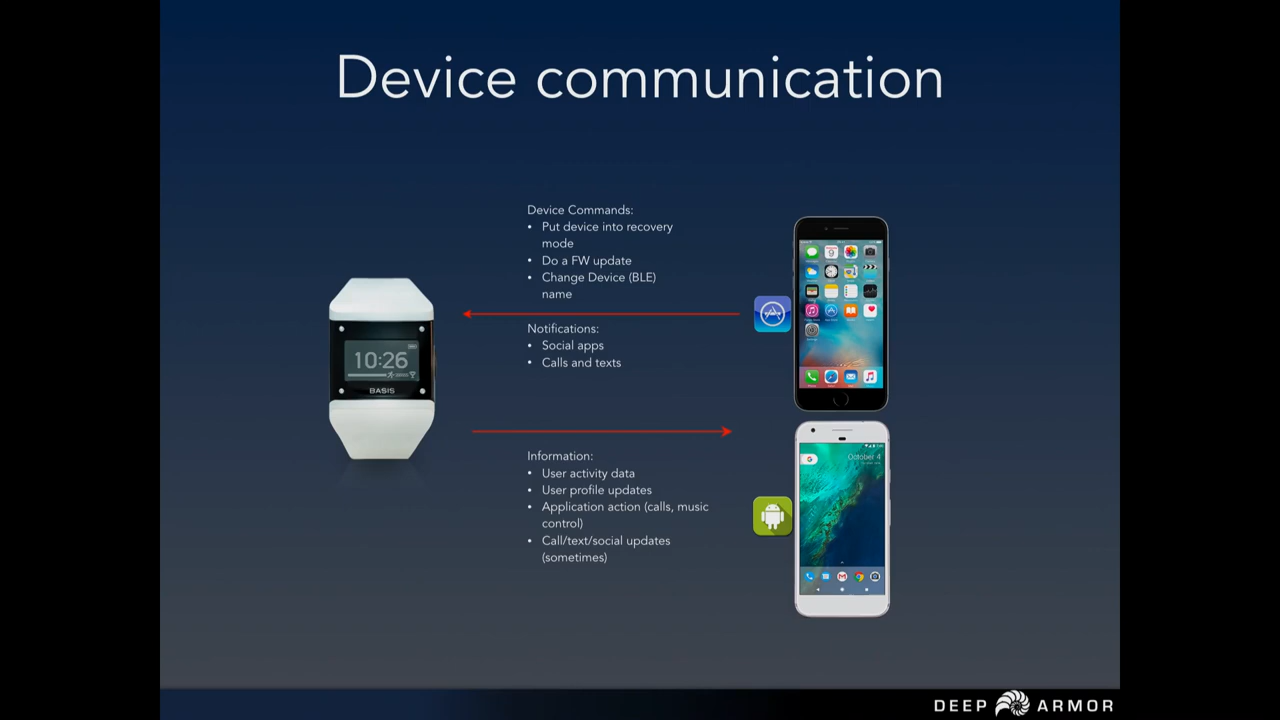 Device communication
Device Commands:
• Put device into recovery
mode
• Do a FW update
• Change Device (BLE)
name
Notifications:
• Social apps
• Calls and texts
10:26
BASIS
October 4
Information:
• User activity data
• User profile updates
• Application action (calls, music
control)
• Call/text/social updates
(sometimes)
DEEP ARMOR